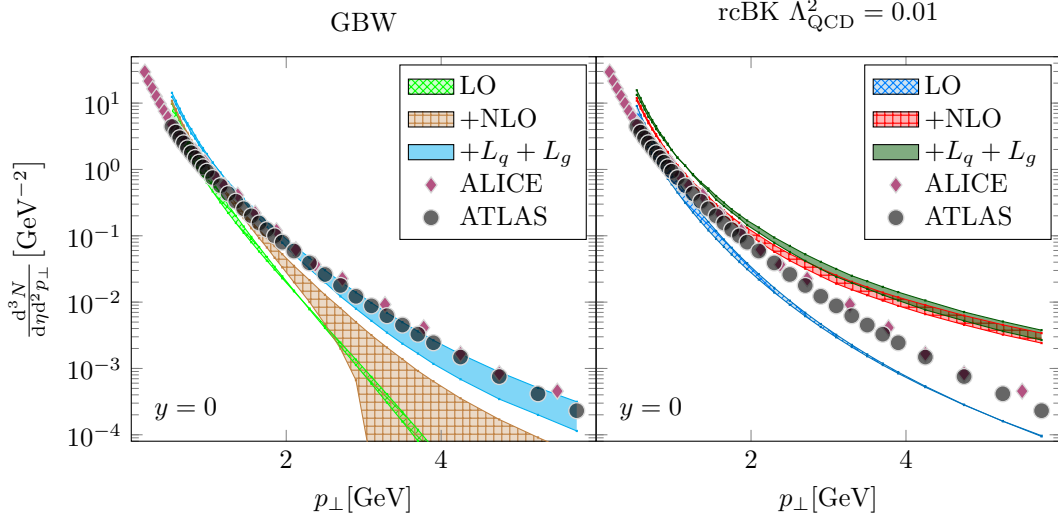 GBW
rcBK Λ²_QCD = 0.01
d³N/dηd²p⊥ [GeV⁻²]
10¹
10⁰
10⁻¹
10⁻²
10⁻³
10⁻⁴
LO
+NLO
+L_q + L_g
ALICE
ATLAS
y = 0
2
4
p⊥[GeV]
LO
+NLO
+L_q + L_g
ALICE
ATLAS
y = 0
2
4
p⊥[GeV]